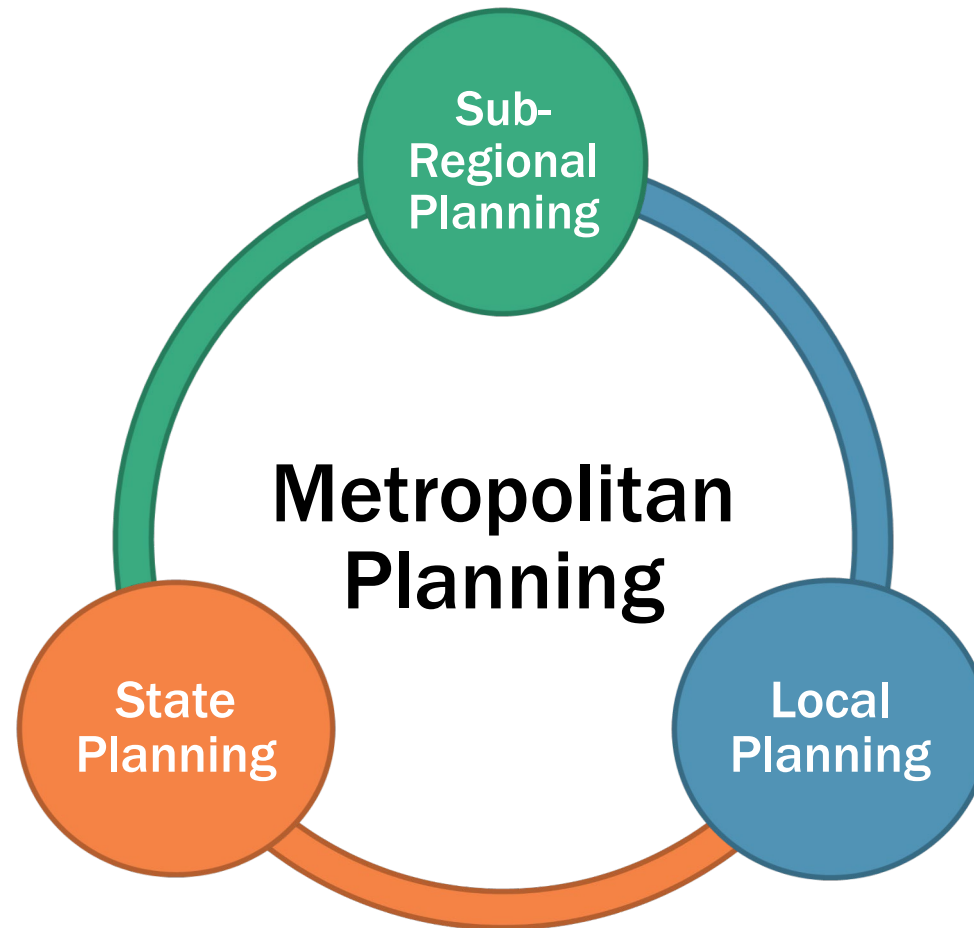 Sub-
Regional
Planning
Metropolitan
Planning
State
Planning
Local
Planning